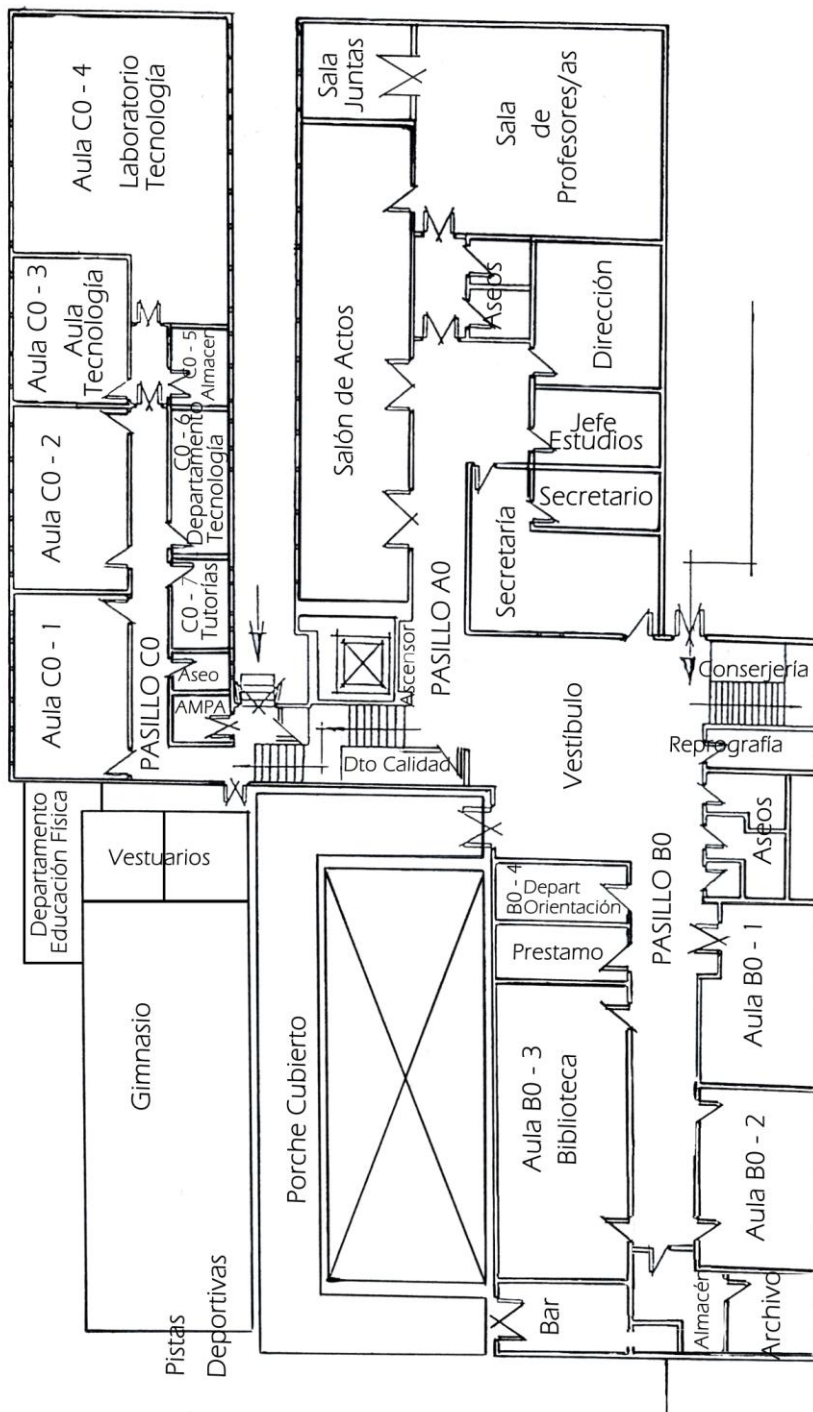 Aula C0 - 4
Laboratorio
Tecnología
Aula C0 - 3
Aula
Tecnología
C0 - 5
Almacen
Aula C0 - 2
C0 - 6
Departamento
Tecnología
Aula C0 - 1
C0 - 7
Tutorías
PASILLO C0
Aseo
AMPA
Sala
Juntas
Sala
de
Profesores/as
Salón de Actos
Aseos
Dirección
Jefe
Estudios
Secretario
Secretaría
PASILLO A0
Ascensor
Dto Calidad
Vestíbulo
Conserjería
Reprografía
Aseos
Departamento
Educación Física
Vestuarios
Gimnasio
Pistas
Deportivas
Porche Cubierto
B0 - 4
Depart
Orientación
Prestamo
PASILLO B0
Aula B0 - 3
Biblioteca
Aula B0 - 1
Aula B0 - 2
Bar
Almacén
Archivo